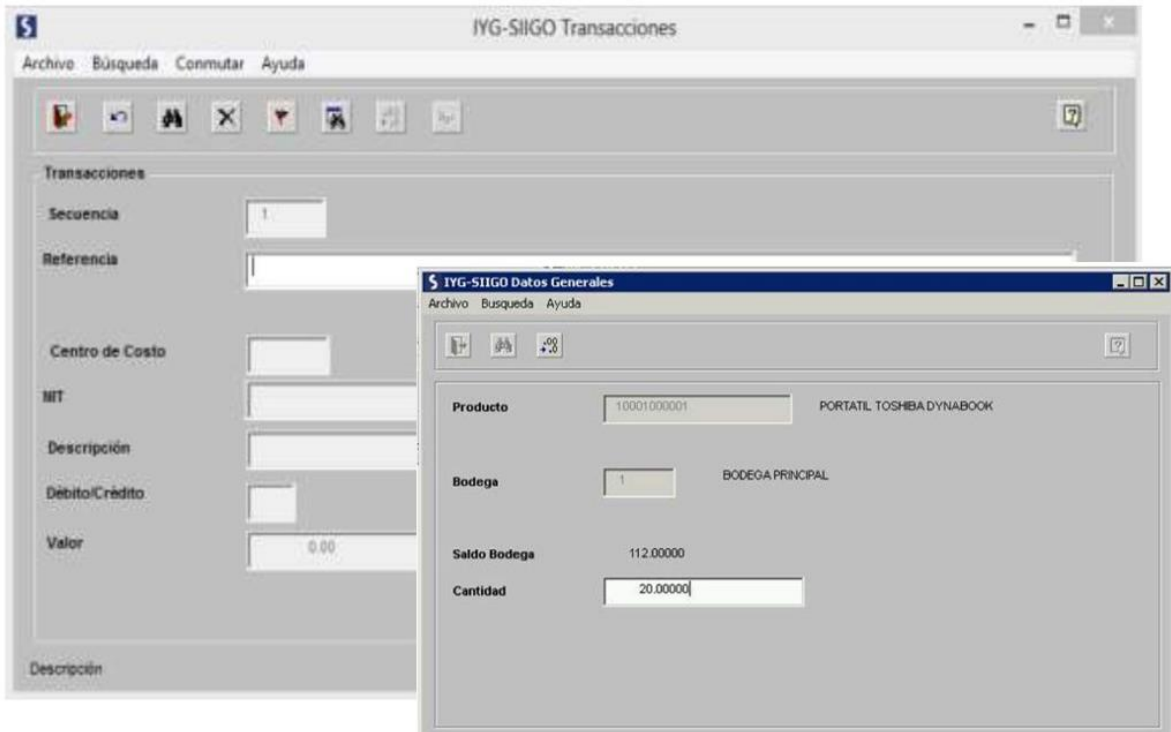 IYG-SIIGO Transacciones
Archivo Búsqueda Conmutar Ayuda
Transacciones
Secuencia 1
Referencia
Centro de Costo
NIT
Descripción
Débito/Crédito
Valor 0.00
Descripción
IYG-SIIGO Datos Generales
Archivo Busqueda Ayuda
Producto 10001000001 PORTATIL TOSHIBA DYNABOOK
Bodega 1 BODEGA PRINCIPAL
Saldo Bodega 112.00000
Cantidad 20.00000